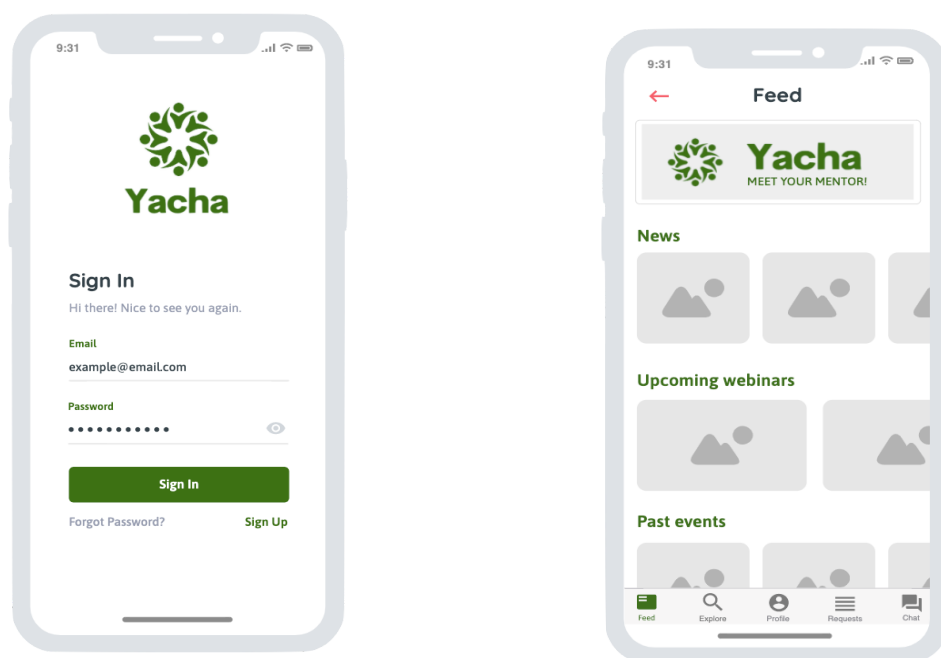 9:31
Yacha
Sign In
Hi there! Nice to see you again.
Email
example@email.com
Password
Sign In
Forgot Password? Sign Up
9:31
Feed
Yacha
MEET YOUR MENTOR!
News
Upcoming webinars
Past events
Feed Explore Profile Requests Chat